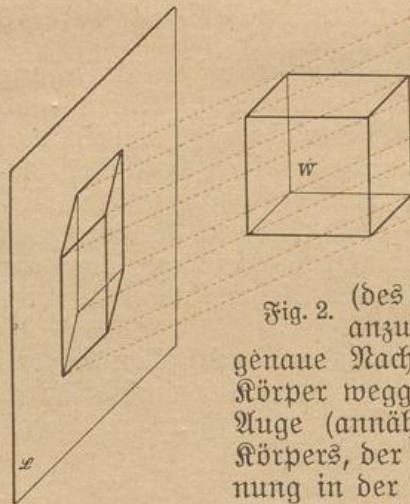 W
Fig. 2.
(des
anzu
genaue Nach
Körper wegg
Auge (annäh
Körpers, der
nung in der
L